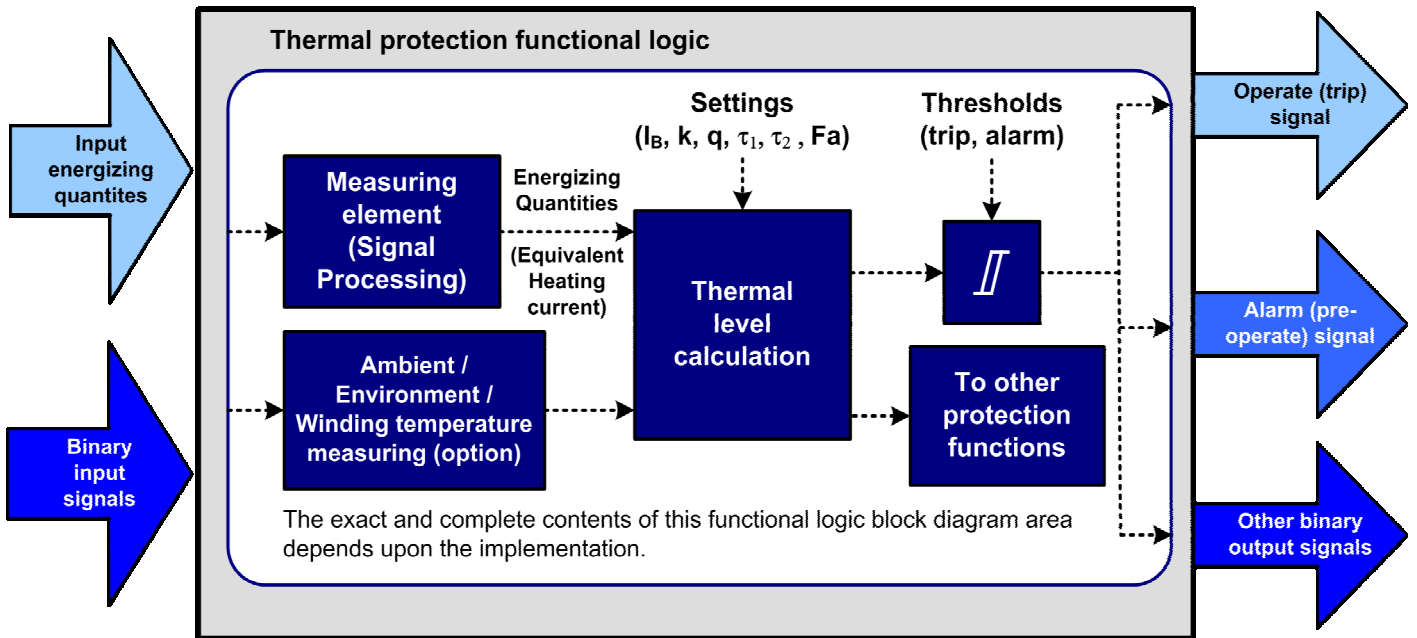 Thermal protection functional logic
Input
energizing
quantites
Binary
input
signals
Measuring
element
(Signal
Processing)
Energizing
Quantities
(Equivalent
Heating
current)
Settings
(I_B, k, q, τ₁, τ₂ , Fa)
Thresholds
(trip, alarm)
Ambient /
Environment /
Winding temperature
measuring (option)
Thermal
level
calculation
To other
protection
functions
The exact and complete contents of this functional logic block diagram area
depends upon the implementation.
Operate (trip)
signal
Alarm (pre-
operate) signal
Other binary
output signals